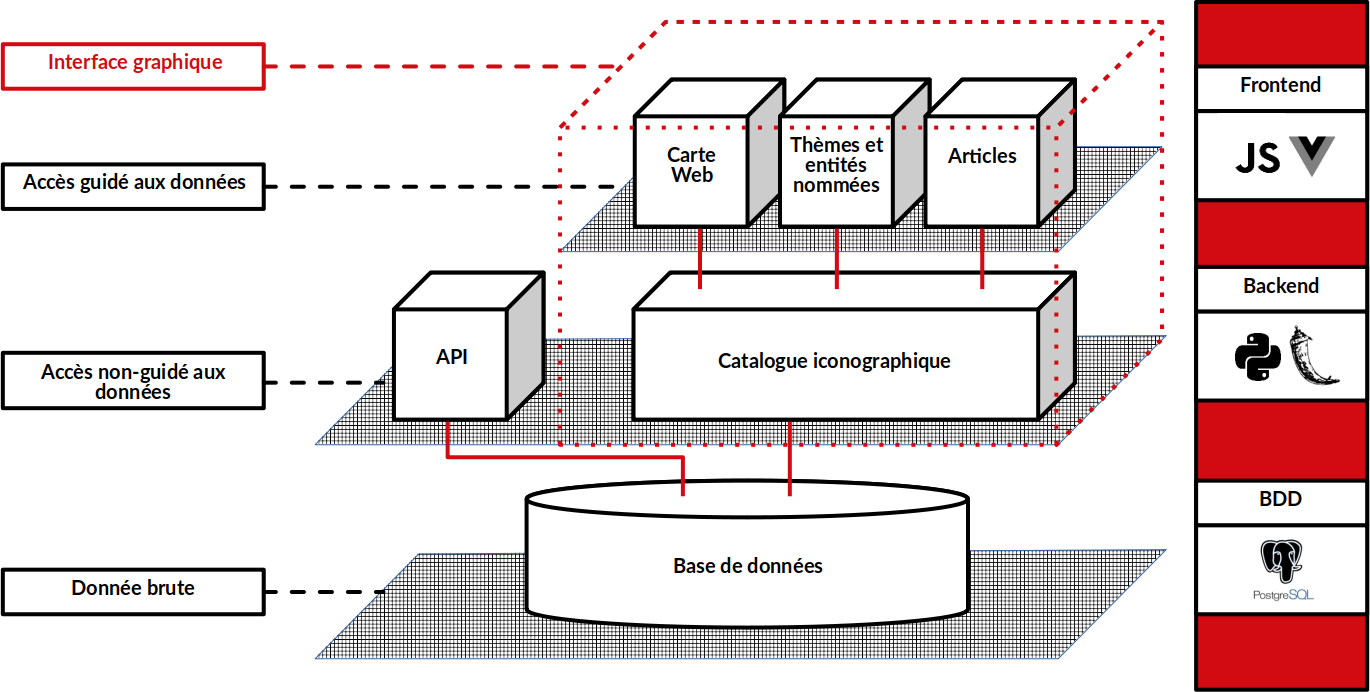 Interface graphique
Accès guidé aux données
Accès non-guidé aux
données
Donnée brute
Carte
Web
Thèmes et
entités
nommées
Articles
API
Catalogue iconographique
Base de données
Frontend
JS
Backend
BDD
PostgreSQL